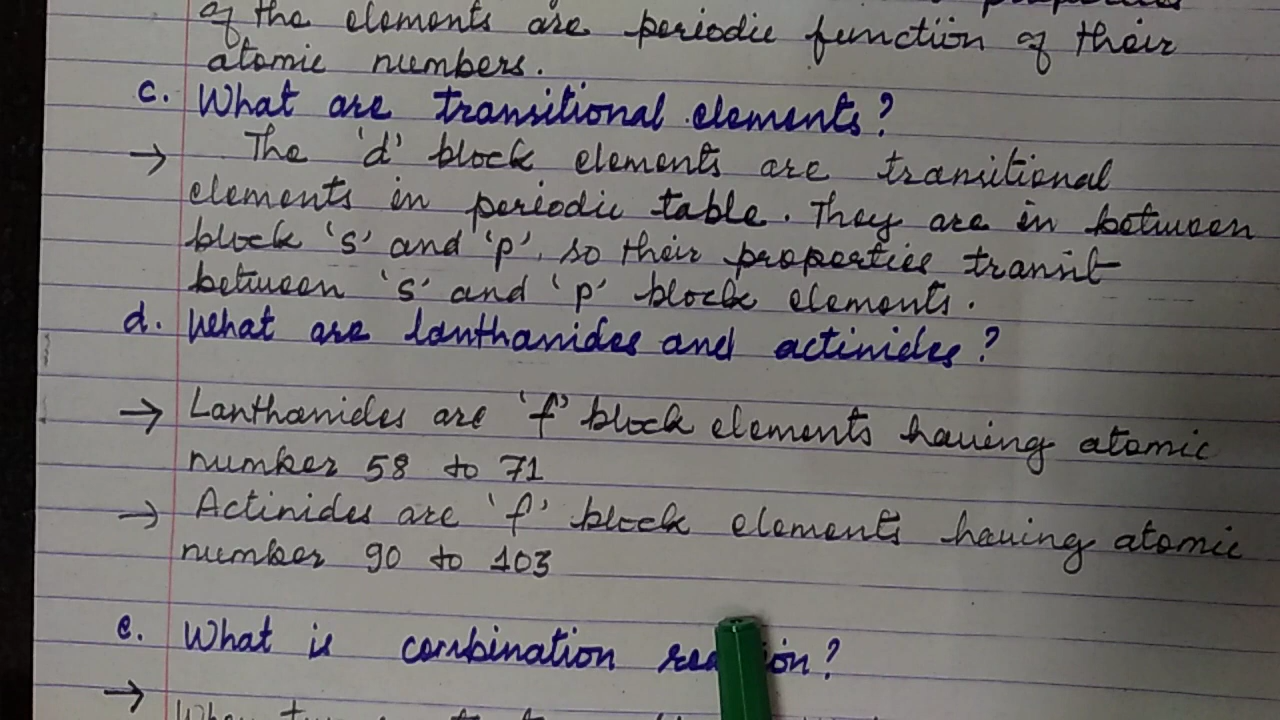 of the elements are periodic function of their
atomic numbers.
c. What are transitional elements?
→ The 'd' block elements are transitional
elements in periodic table. They are in between
block 's' and 'p', so their properties transit
between 's' and 'p' block elements.
d. What are lanthanides and actinides?
→ Lanthanides are 'f' block elements having atomic
number 58 to 71
→ Actinides are 'f' block elements having atomic
number 90 to 103
e. What is combination reaction?
→ When